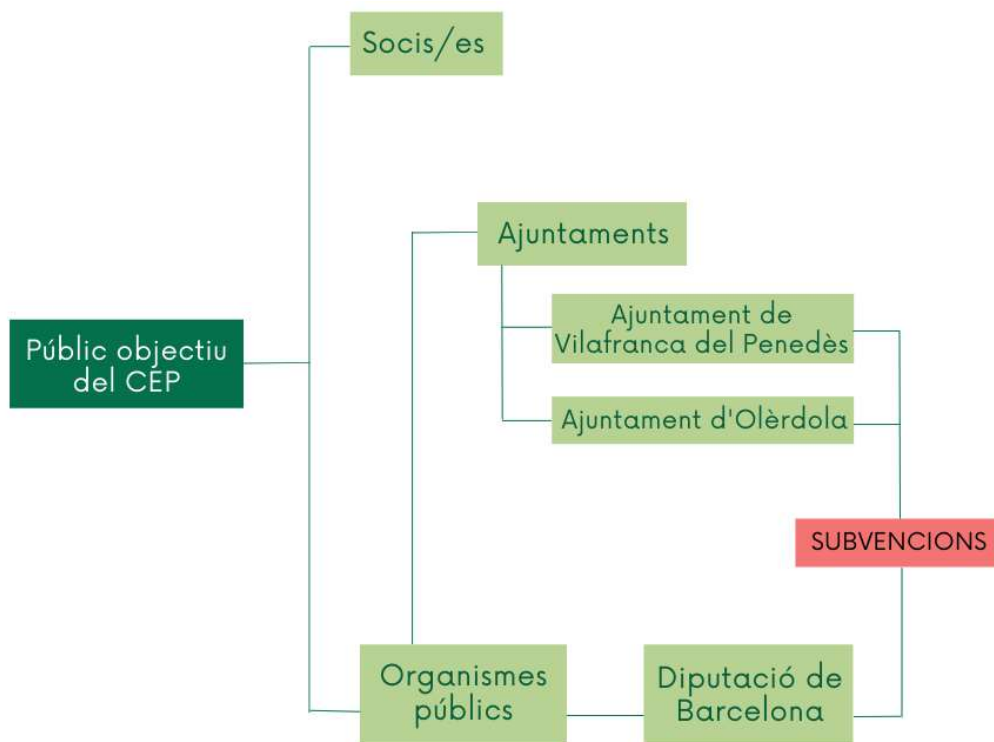 Socis/es
Ajuntaments
Ajuntament de
Vilafranca del Penedès
Públic objectiu
del CEP
Ajuntament d'Olèrdola
SUBVENCIONS
Organismes
públics
Diputació de
Barcelona